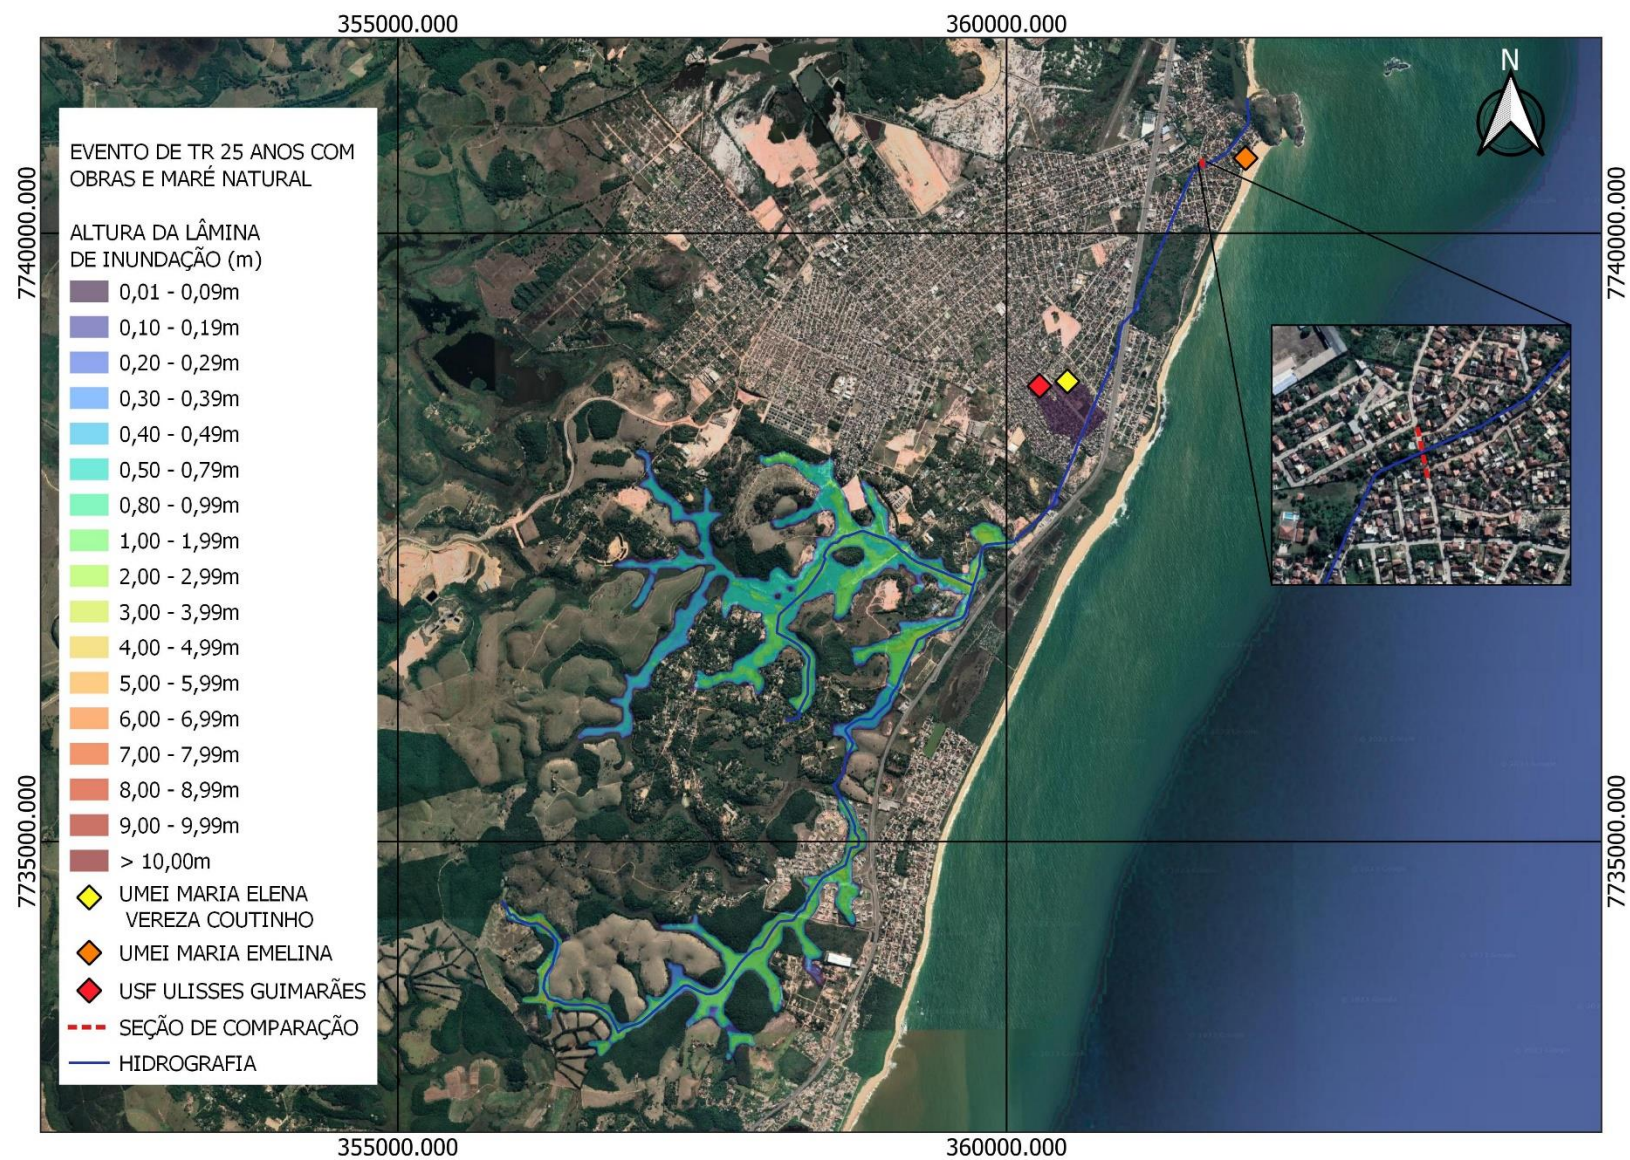 355000.000
360000.000
N
7740000.000
7740000.000
EVENTO DE TR 25 ANOS COM
OBRAS E MARÉ NATURAL
ALTURA DA LÂMINA
DE INUNDAÇÃO (m)
0,01 - 0,09m
0,10 - 0,19m
0,20 - 0,29m
0,30 - 0,39m
0,40 - 0,49m
0,50 - 0,79m
0,80 - 0,99m
1,00 - 1,99m
2,00 - 2,99m
3,00 - 3,99m
4,00 - 4,99m
5,00 - 5,99m
6,00 - 6,99m
7,00 - 7,99m
8,00 - 8,99m
9,00 - 9,99m
> 10,00m
UMEI MARIA ELENA
VEREZA COUTINHO
UMEI MARIA EMELINA
USF ULISSES GUIMARÃES
SEÇÃO DE COMPARAÇÃO
HIDROGRAFIA
7735000.000
7735000.000
355000.000
360000.000